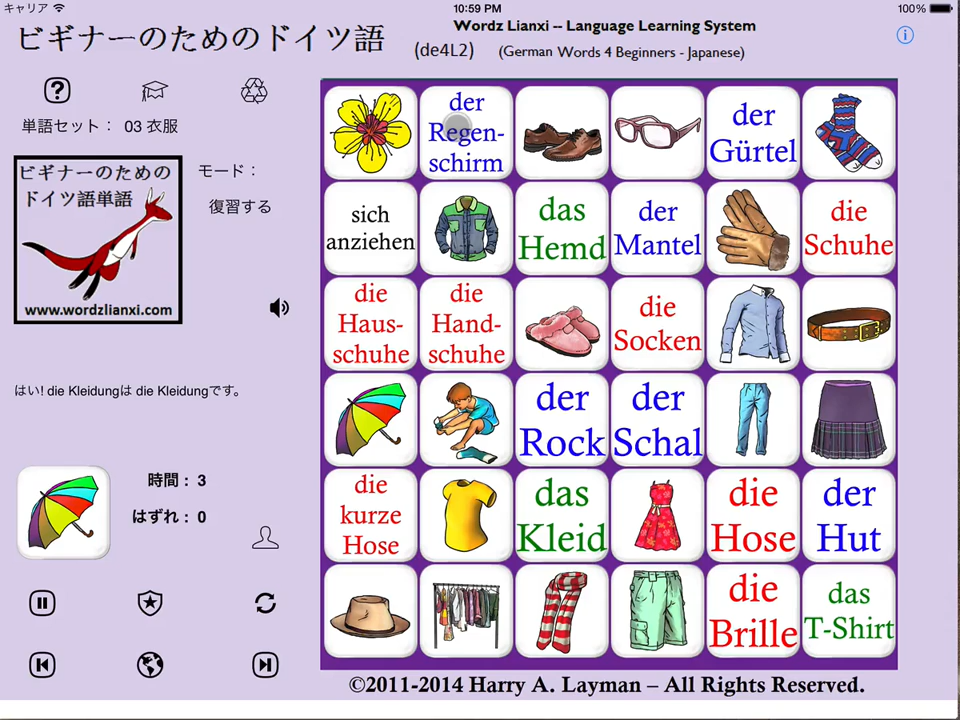 キャリア
10:59 PM
100%
ビギナーのためのドイツ語
Wordz Lianxi -- Language Learning System
(de4L2) (German Words 4 Beginners - Japanese)
?
単語セット： 03 衣服
ビギナーのための
ドイツ語単語
www.wordzlianxi.com
モード：
復習する
はい! die Kleidungは die Kleidungです。
時間： 3
はずれ： 0
der
Regen-
schirm
der
Gürtel
sich
anziehen
das
Hemd
der
Mantel
die
Schuhe
die
Haus-
schuhe
die
Hand-
schuhe
die
Socken
der
Rock
der
Schal
die
kurze
Hose
das
Kleid
die
Hose
der
Hut
die
Brille
das
T-Shirt
©2011-2014 Harry A. Layman – All Rights Reserved.